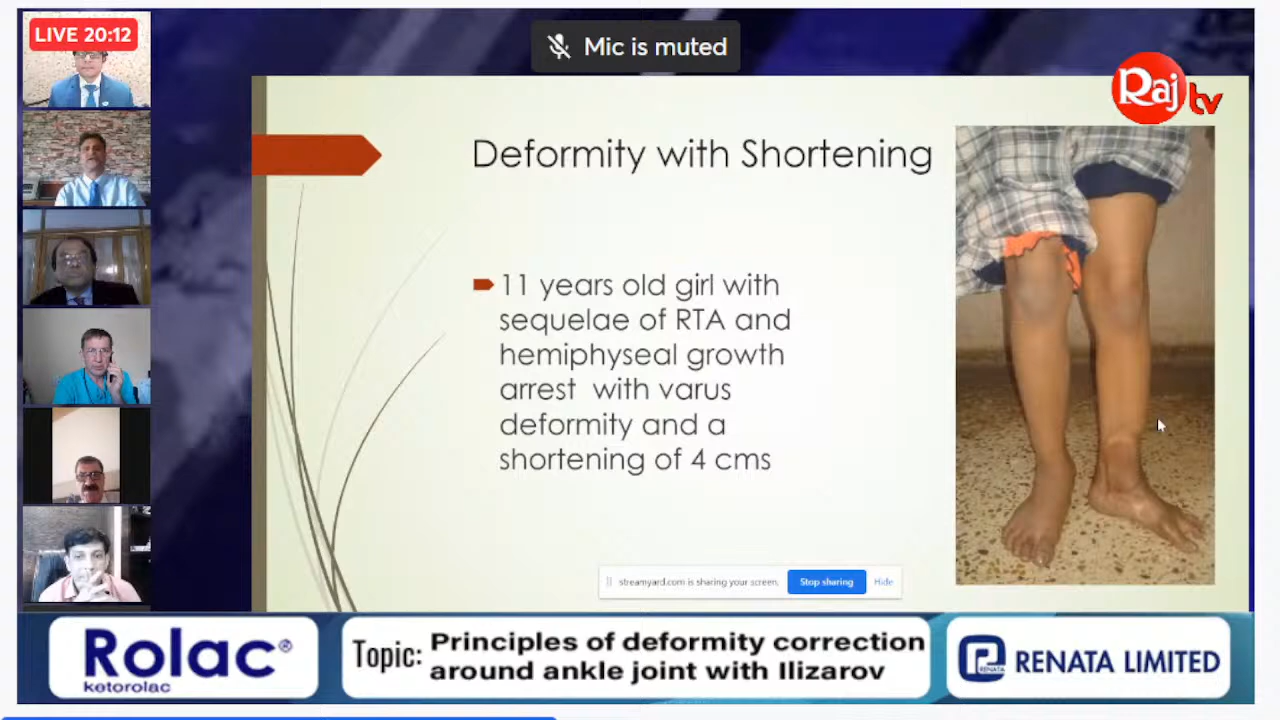 LIVE 20:12
Mic is muted
Raj tv
Deformity with Shortening
11 years old girl with
sequelae of RTA and
hemiphyseal growth
arrest with varus
deformity and a
shortening of 4 cms
streamyard.com is sharing your screen.
Stop sharing
Hide
Rolac®
ketorolac
Topic:
Principles of deformity correction
around ankle joint with Ilizarov
RENATA
RENATA LIMITED